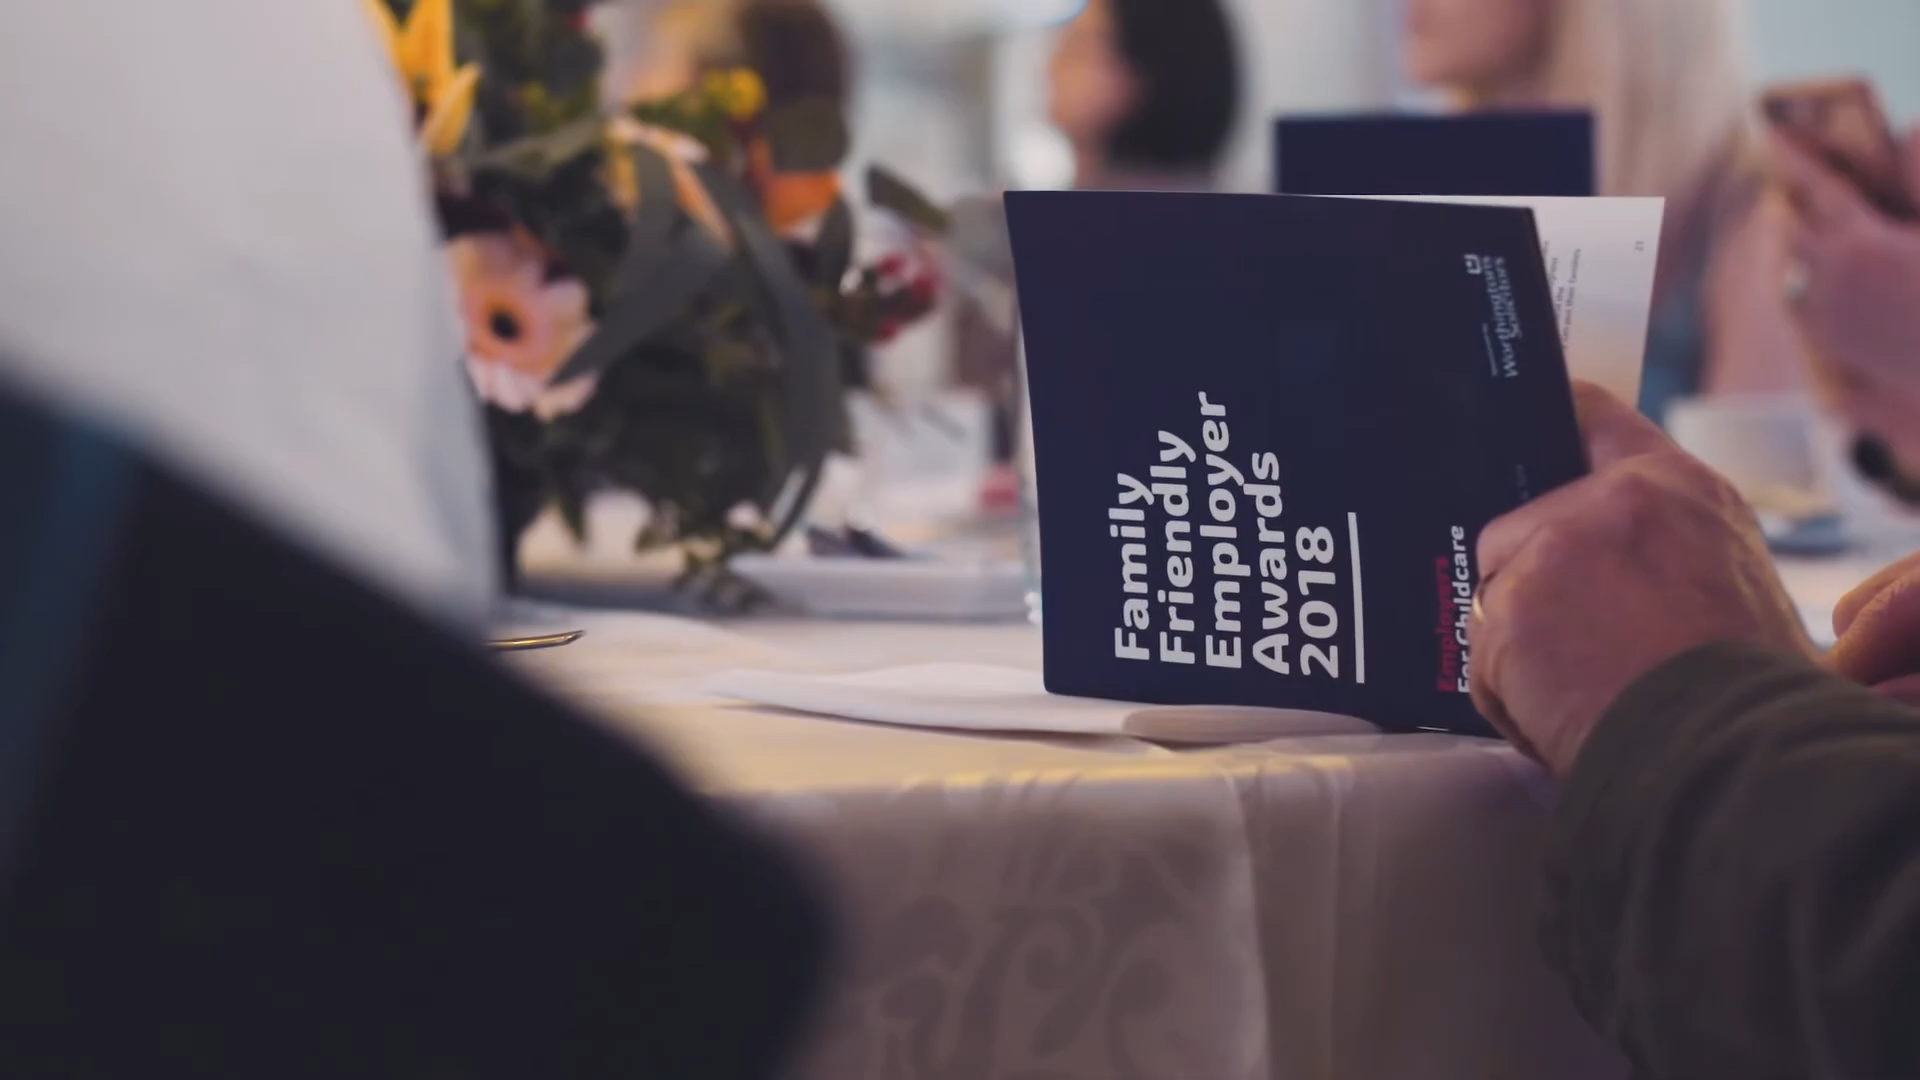 Family
Friendly
Employer
Awards
2018
Employers
For Childcare
Worthingtons
Solicitors